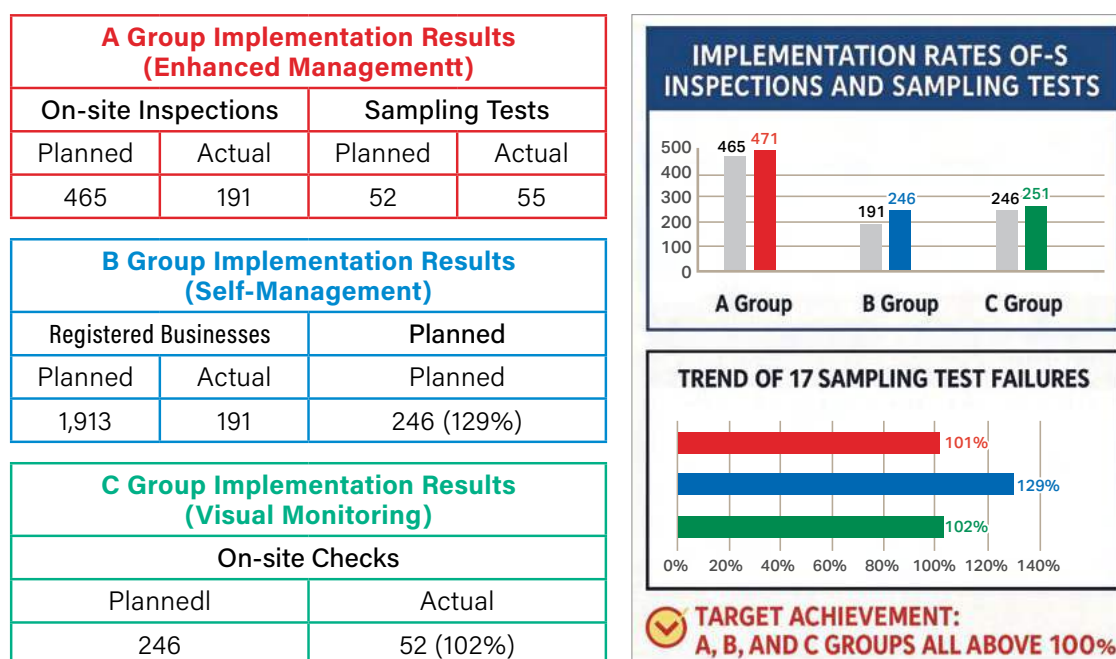 A Group Implementation Results
(Enhanced Managementt)
On-site Inspections Sampling Tests
Planned Actual Planned Actual
465 191 52 55
B Group Implementation Results
(Self-Management)
Registered Businesses Planned
Planned Actual Planned
1,913 191 246 (129%)
C Group Implementation Results
(Visual Monitoring)
On-site Checks
Plannedl Actual
246 52 (102%)
IMPLEMENTATION RATES OF-S
INSPECTIONS AND SAMPLING TESTS
500
400
300
200
100
0
465 471
191 246
246 251
A Group B Group C Group
TREND OF 17 SAMPLING TEST FAILURES
101%
129%
102%
0% 20% 40% 60% 80% 100% 120% 140%
TARGET ACHIEVEMENT:
A, B, AND C GROUPS ALL ABOVE 100%